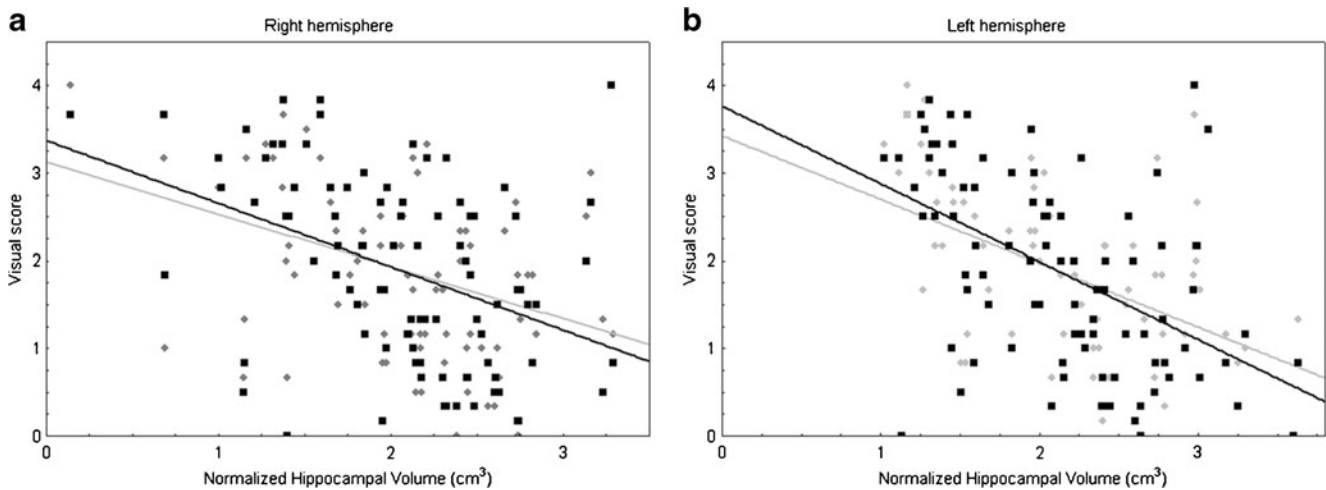 a
Right hemisphere
Visual score
4
3
2
1
0
0
1
2
3
Normalized Hippocampal Volume (cm³)
b
Left hemisphere
Visual score
4
3
2
1
0
0
1
2
3
Normalized Hippocampal Volume (cm³)